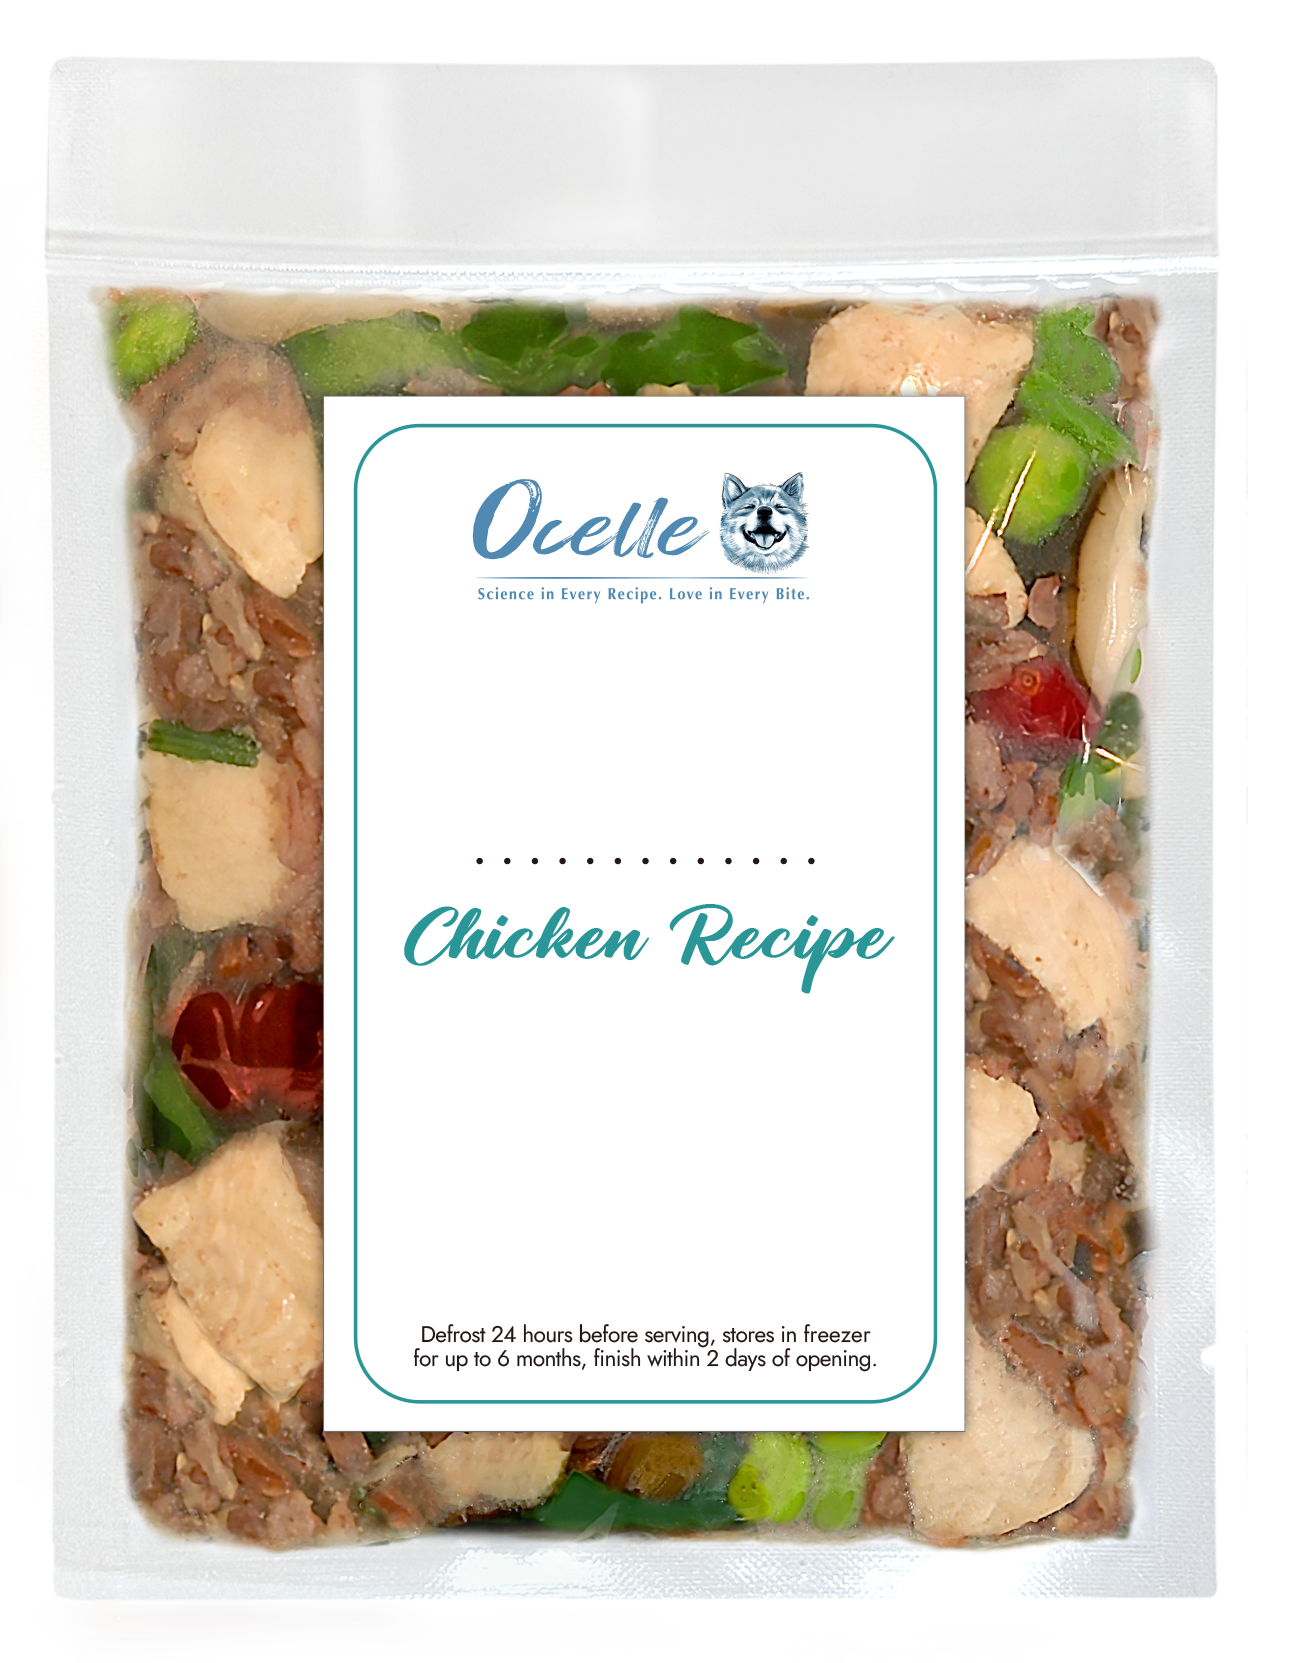 Ocelle
Science in Every Recipe. Love in Every Bite.
Chicken Recipe
Defrost 24 hours before serving, stores in freezer
for up to 6 months, finish within 2 days of opening.